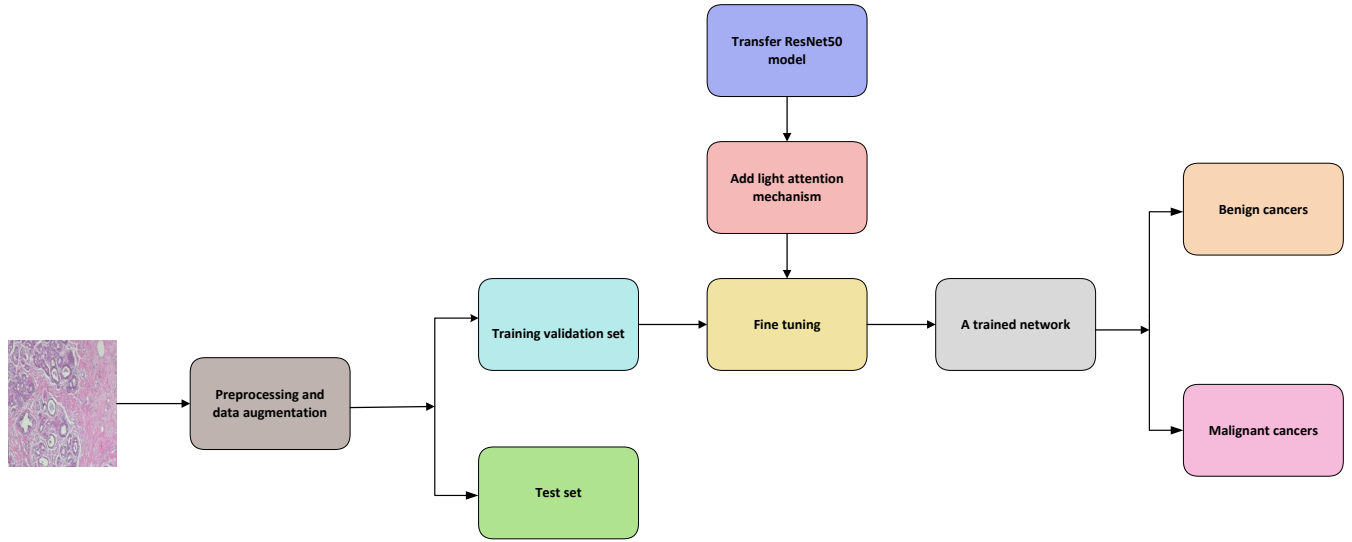 Transfer ResNet50
model
Add light attention
mechanism
Benign cancers
Training validation set
Fine tuning
A trained network
Preprocessing and
data augmentation
Malignant cancers
Test set